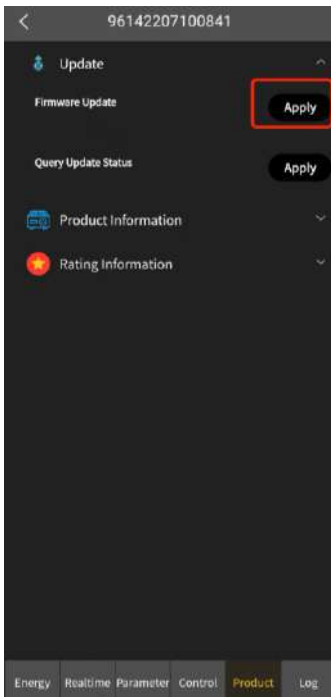 96142207100841
Update
Firmware Update
Apply
Query Update Status
Apply
Product Information
Rating Information
Energy Realtime Parameter Control Product Log